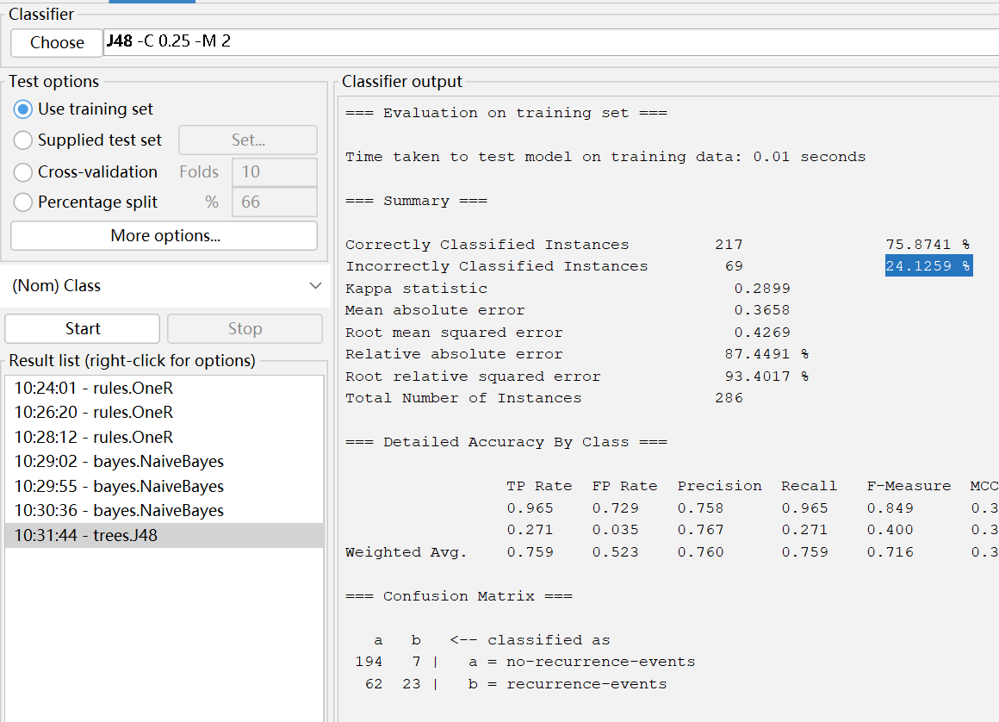 Classifier
Choose J48 -C 0.25 -M 2
Test options
Use training set
Supplied test set Set...
Cross-validation Folds 10
Percentage split % 66
More options...
(Nom) Class
Start Stop
Result list (right-click for options)
10:24:01 - rules.OneR
10:26:20 - rules.OneR
10:28:12 - rules.OneR
10:29:02 - bayes.NaiveBayes
10:29:55 - bayes.NaiveBayes
10:30:36 - bayes.NaiveBayes
10:31:44 - trees.J48
Classifier output
=== Evaluation on training set ===
Time taken to test model on training data: 0.01 seconds
=== Summary ===
Correctly Classified Instances 217 75.8741 %
Incorrectly Classified Instances 69 24.1259 %
Kappa statistic 0.2899
Mean absolute error 0.3658
Root mean squared error 0.4269
Relative absolute error 87.4491 %
Root relative squared error 93.4017 %
Total Number of Instances 286
=== Detailed Accuracy By Class ===
TP Rate FP Rate Precision Recall F-Measure MCC
0.965 0.729 0.758 0.965 0.849 0.3
0.271 0.035 0.767 0.271 0.400 0.3
Weighted Avg. 0.759 0.523 0.760 0.759 0.716 0.3
=== Confusion Matrix ===
a b <-- classified as
194 7 | a = no-recurrence-events
62 23 | b = recurrence-events